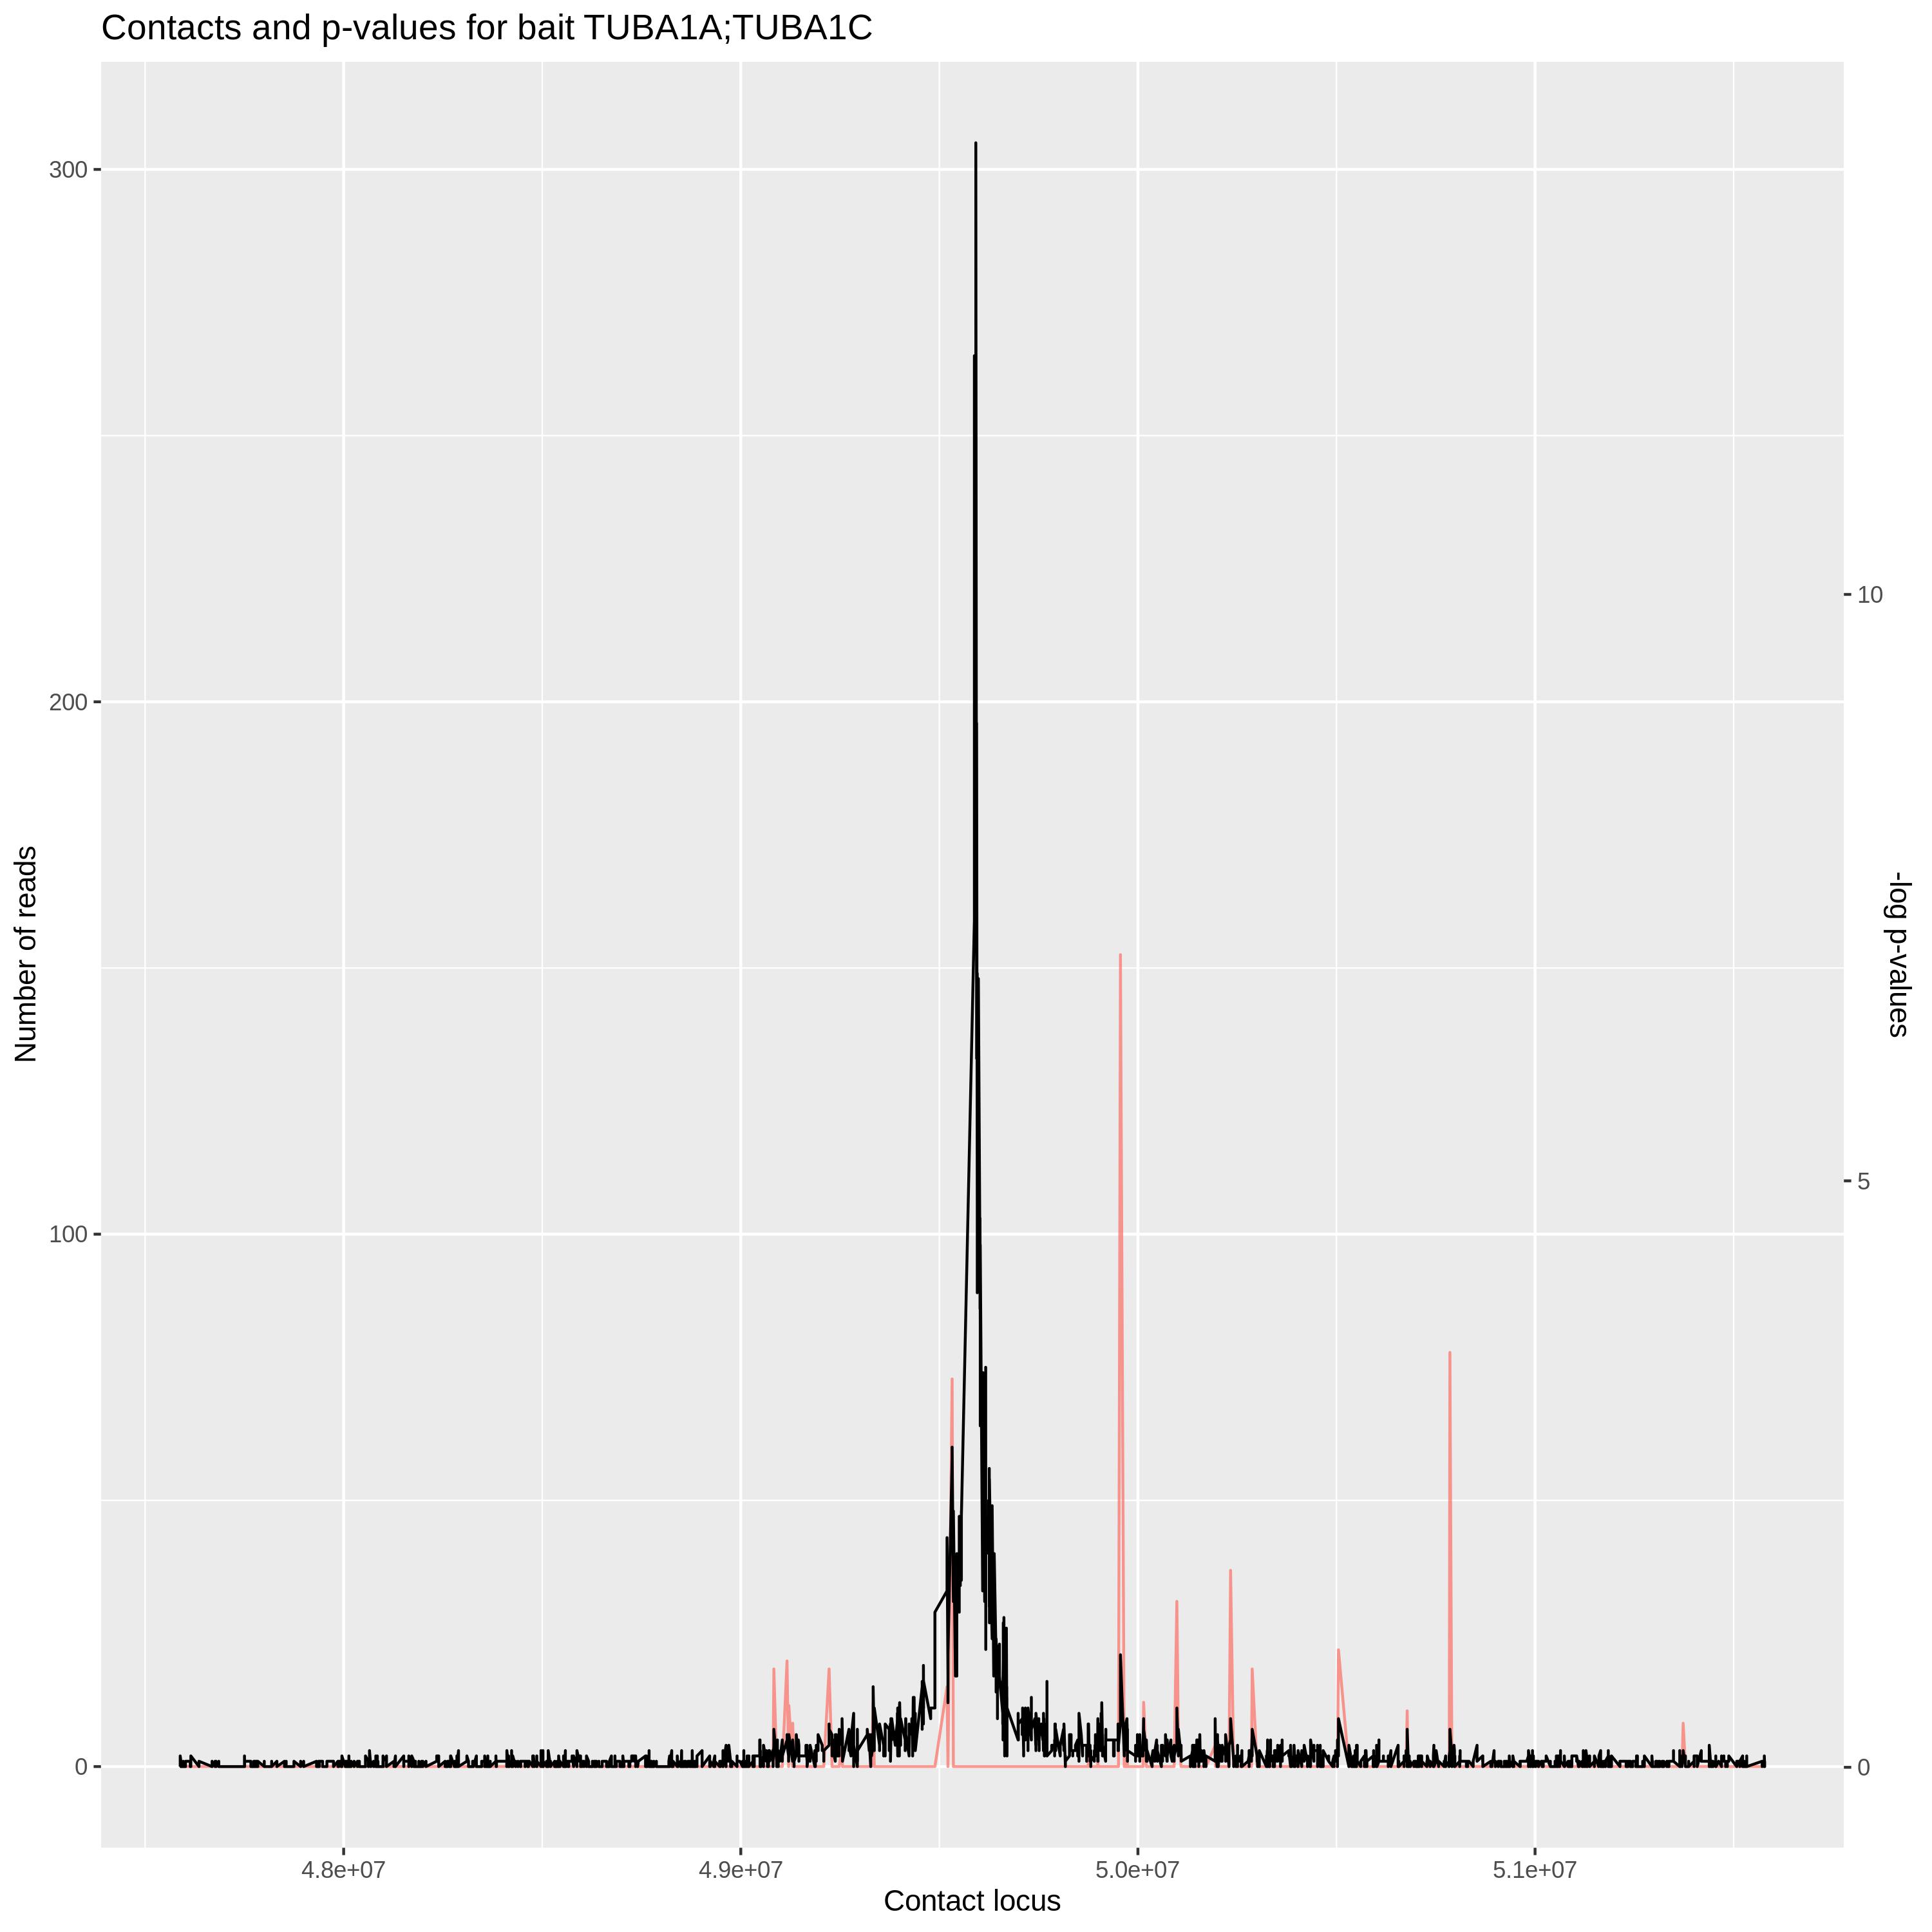 Contacts and p-values for bait TUBA1A;TUBA1C
300
200
100
0
Number of reads
10
5
0
-log p-values
4.8e+07 4.9e+07 5.0e+07 5.1e+07
Contact locus